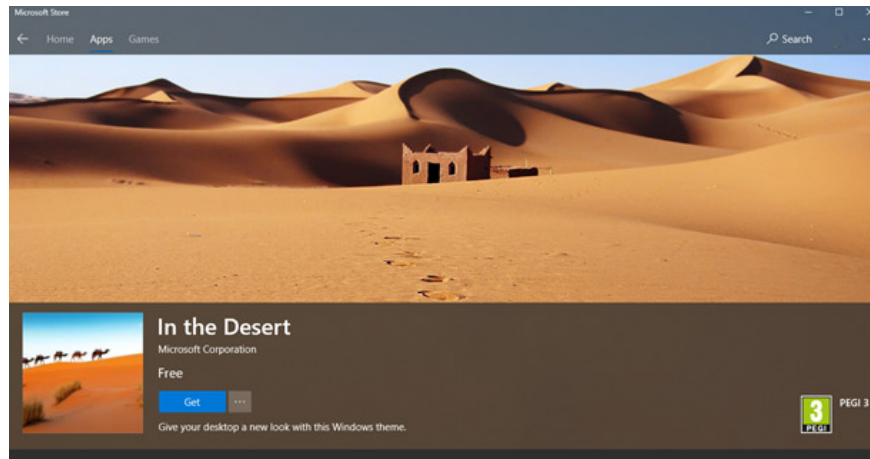 Microsoft Store
Home Apps Games Search
In the Desert
Microsoft Corporation
Free
Get
Give your desktop a new look with this Windows theme.
3
PEGI
PEGI 3